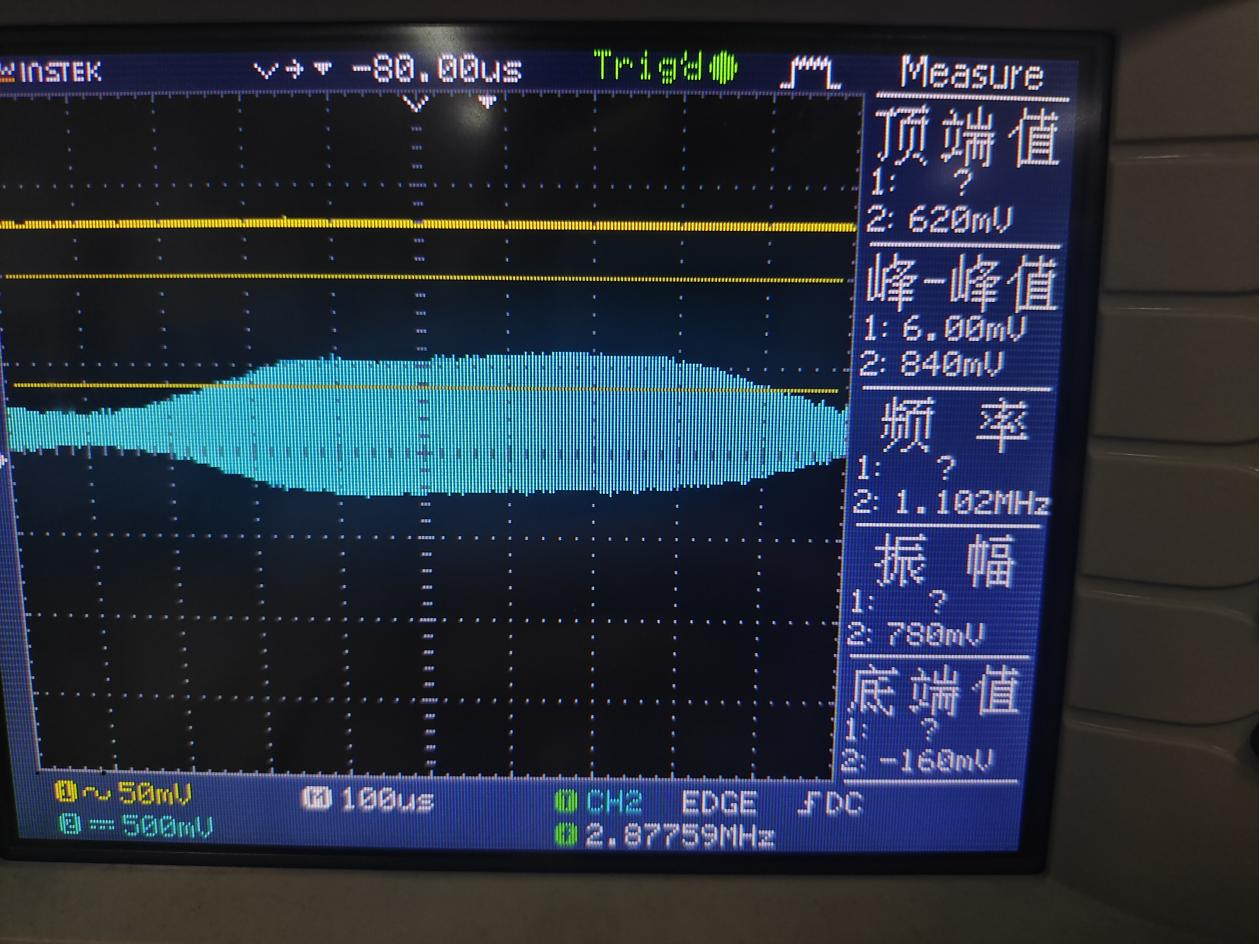 INSTEK -80.00us Trig'd Measure
顶端值
1: ?
2: 620mV
峰-峰值
1: 6.00mV
2: 840mV
频 率
1: ?
2: 1.102MHz
振 幅
1: ?
2: 780mV
底端值
1: ?
2: -160mV
1 ~ 50mV M 100us T CH2 EDGE DC
2 500mV f 2.87759MHz